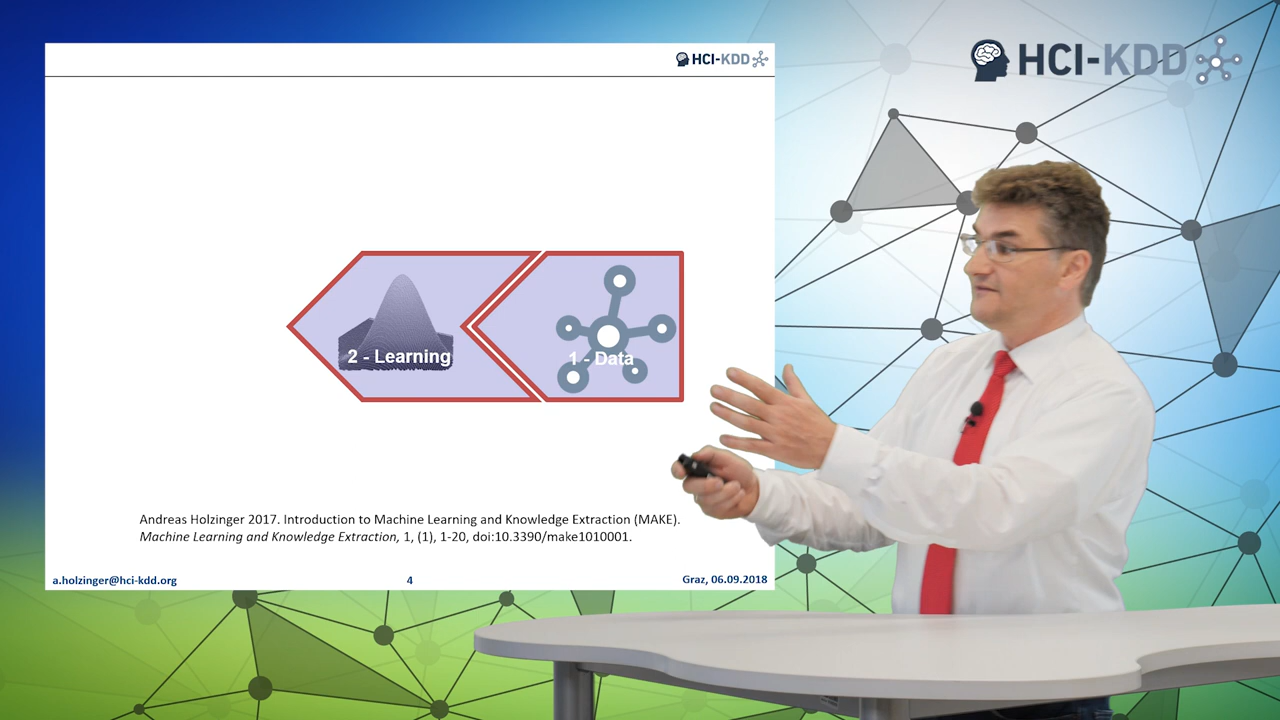 HCI-KDD
HCI-KDD
2 - Learning
1 - Data
Andreas Holzinger 2017. Introduction to Machine Learning and Knowledge Extraction (MAKE).
Machine Learning and Knowledge Extraction, 1, (1), 1-20, doi:10.3390/make1010001.
a.holzinger@hci-kdd.org
4
Graz, 06.09.2018